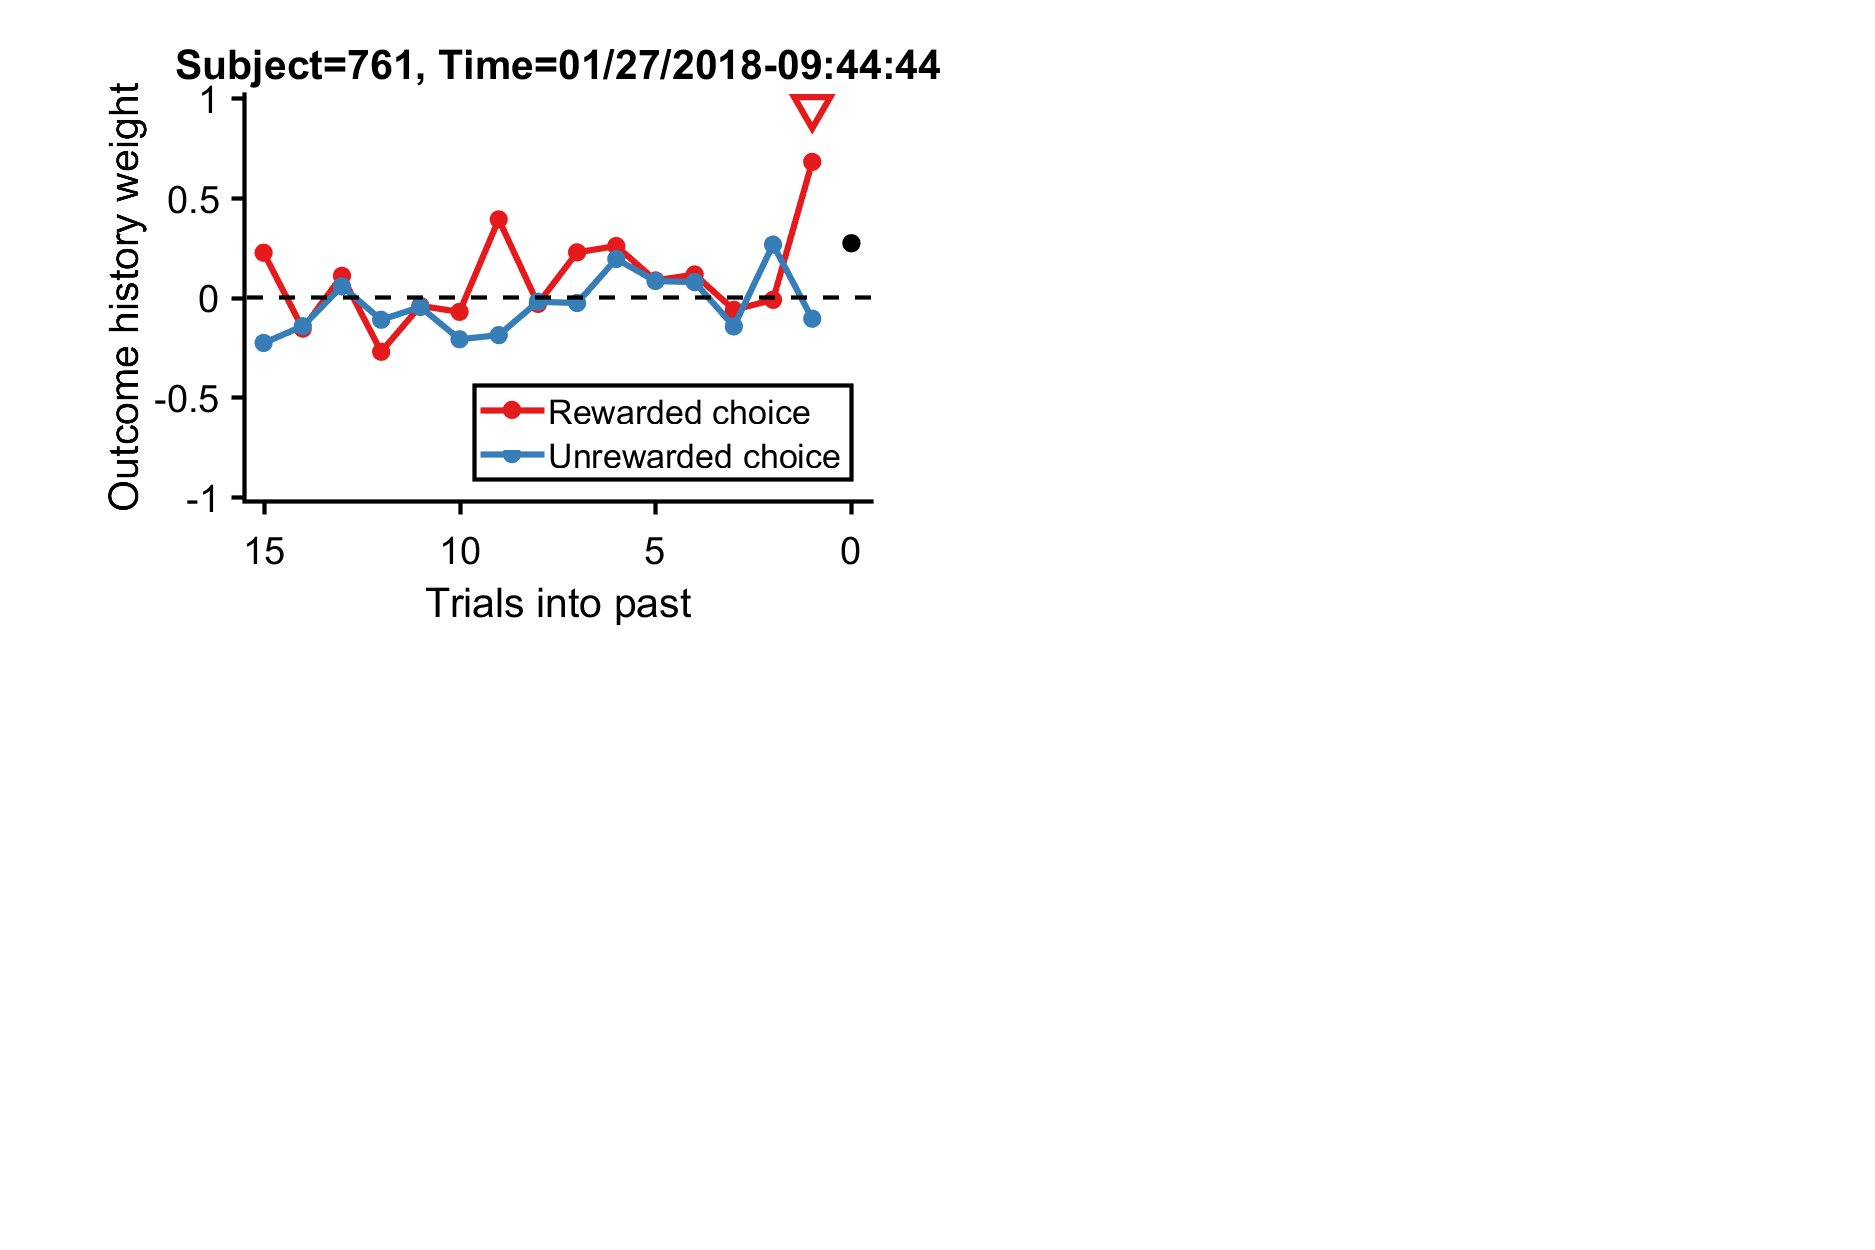 Subject=761, Time=01/27/2018-09:44:44
Outcome history weight
1
0.5
0
-0.5
-1
Rewarded choice
Unrewarded choice
15 10 5 0
Trials into past